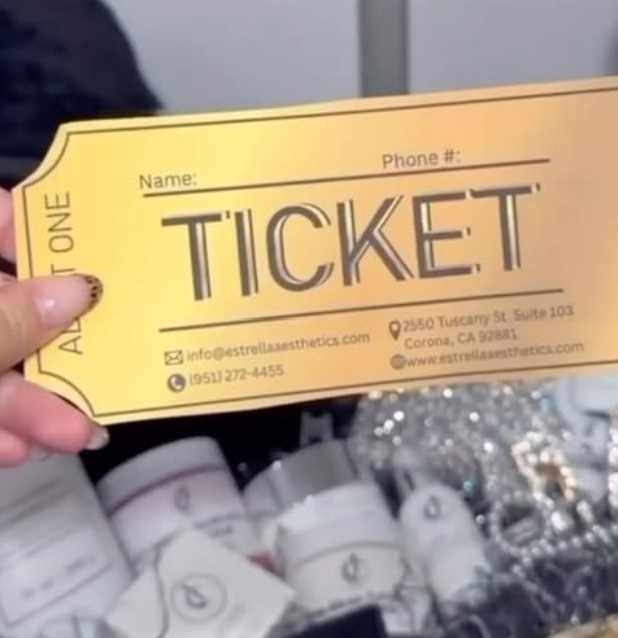 Name:
Phone #:
TICKET
info@estrellaaesthetics.com
(951) 272-4455
2550 Tuscany St. Suite 103
Corona, CA 92881
www.estrellaaesthetics.com
ONE